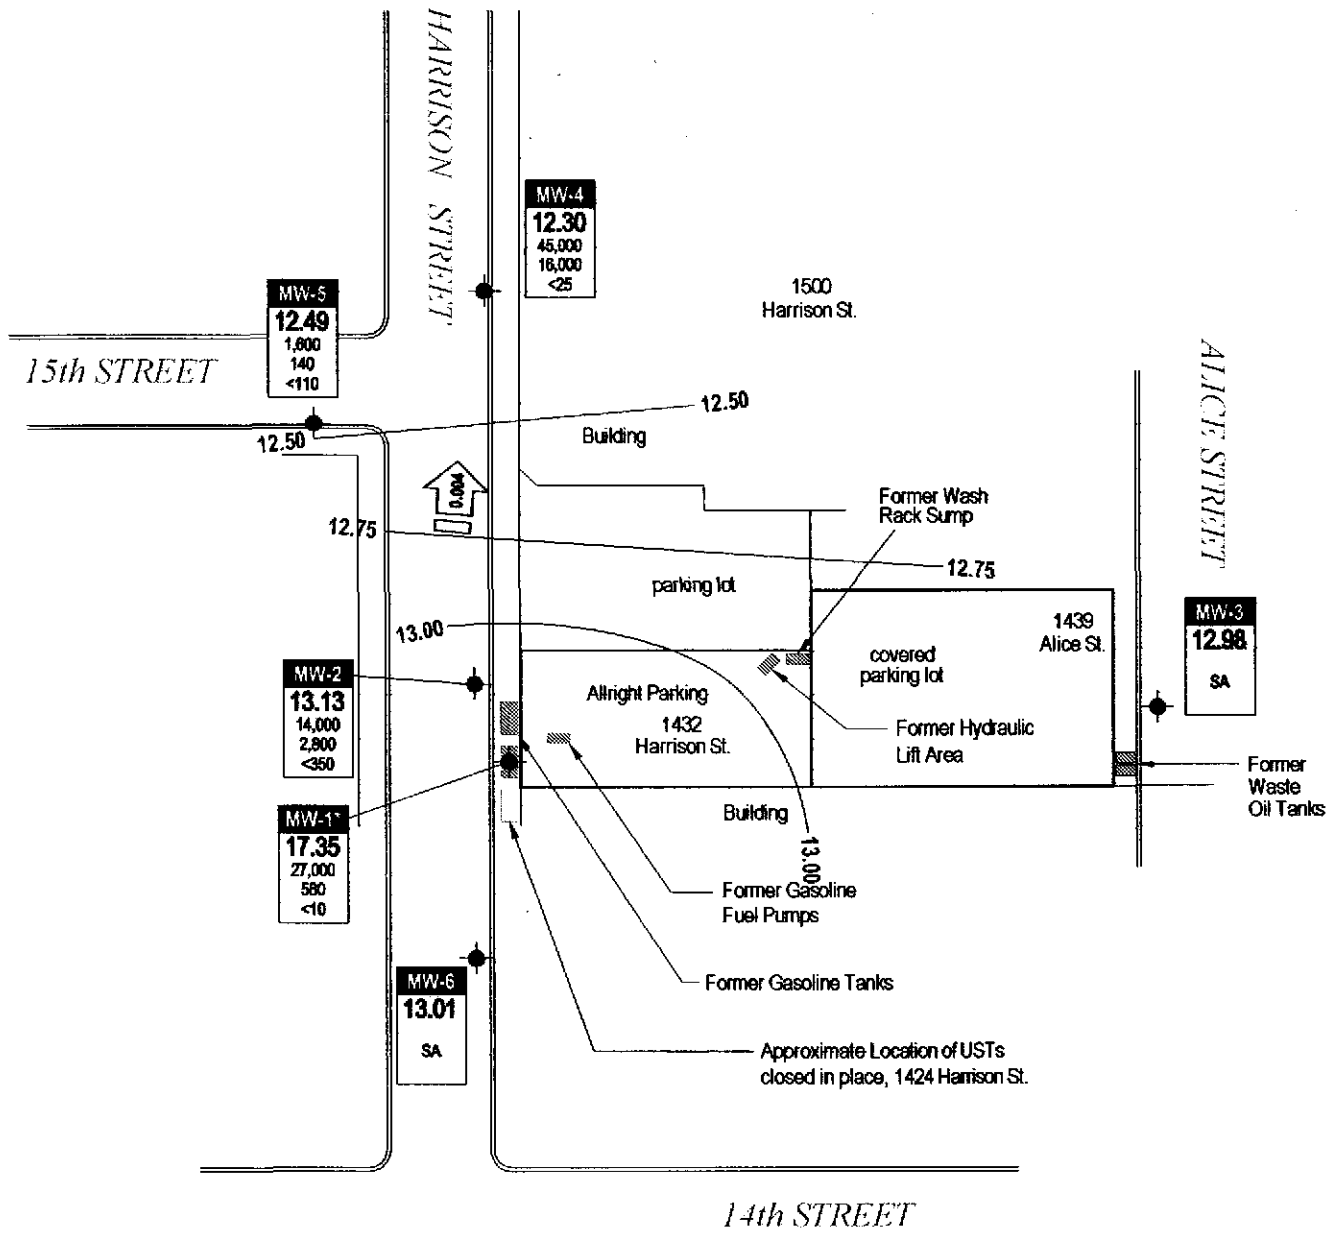 HARRISON STREET
MW-4
12.30
45,000
16,000
<25
1500
Harrison St.
MW-5
12.49
1,600
140
<110
15th STREET
ALICE STREET
12.50
12.50
Building
0.004
Former Wash
Rack Sump
12.75
12.75
parking lot
13.00
1439
Alice St.
MW-3
12.98
SA
covered
parking lot
MW-2
13.13
14,000
2,800
<350
Allright Parking
1432
Harrison St.
Former Hydraulic
Lift Area
Former
Waste
Oil Tanks
MW-1*
17.35
27,000
580
<10
Building
13.00
Former Gasoline
Fuel Pumps
MW-6
13.01
SA
Former Gasoline Tanks
Approximate Location of USTs
closed in place, 1424 Harrison St.
14th STREET